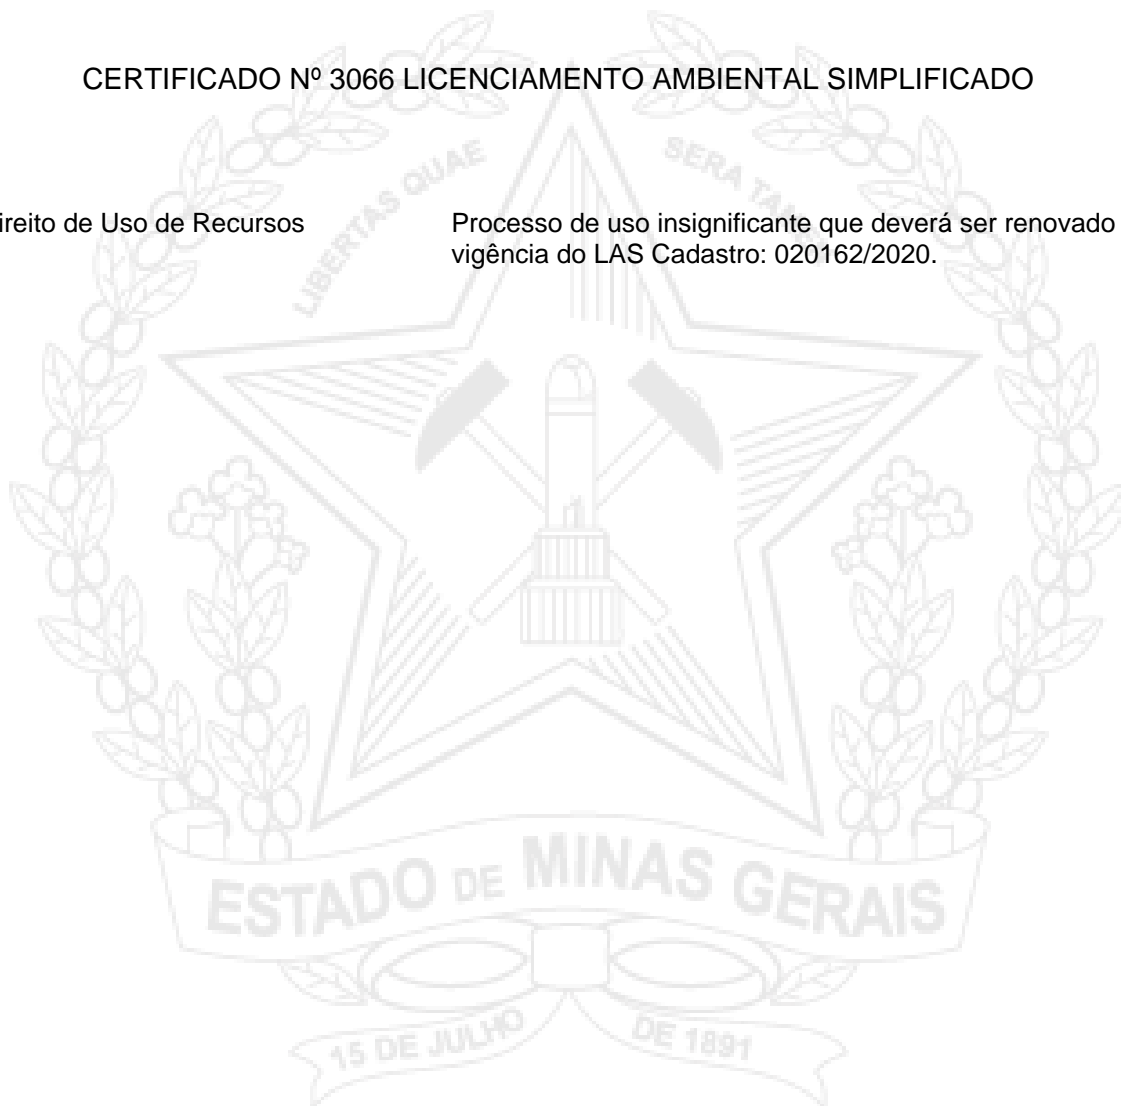 CERTIFICADO Nº 3066 LICENCIAMENTO AMBIENTAL SIMPLIFICADO
LIBERTAS QUAE SERA TAMEN
ireito de Uso de Recursos
Processo de uso insignificante que deverá ser renovado
vigência do LAS Cadastro: 020162/2020.
ESTADO DE MINAS GERAIS
15 DE JULHO DE 1891